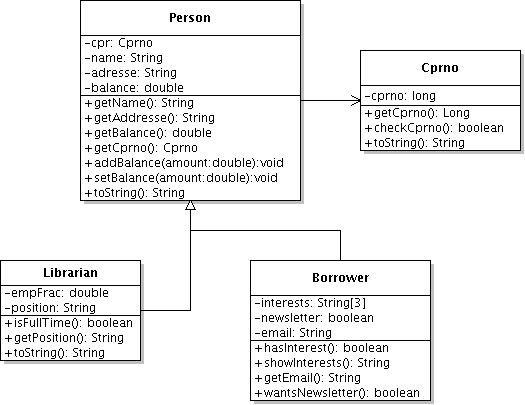 Person
-cpr: Cprno
-name: String
-adresse: String
-balance: double
+getName(): String
+getAddresse(): String
+getBalance(): double
+getCprno(): Cprno
+addBalance(amount:double):void
+setBalance(amount:double):void
+toString(): String
Cprno
-cprno: long
+getCprno(): Long
+checkCprno(): boolean
+toString(): String
Librarian
-empFrac: double
-position: String
+isFullTime(): boolean
+getPosition(): String
+toString(): String
Borrower
-interests: String[3]
-newsletter: boolean
-email: String
+hasInterest(): boolean
+showInterests(): String
+getEmail(): String
+wantsNewsletter(): boolean